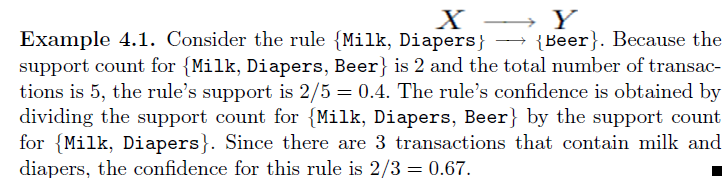 X ⟶ Y
Example 4.1. Consider the rule {Milk, Diapers} ⟶ {Beer}. Because the
support count for {Milk, Diapers, Beer} is 2 and the total number of transac-
tions is 5, the rule's support is 2/5 = 0.4. The rule's confidence is obtained by
dividing the support count for {Milk, Diapers, Beer} by the support count
for {Milk, Diapers}. Since there are 3 transactions that contain milk and
diapers, the confidence for this rule is 2/3 = 0.67.